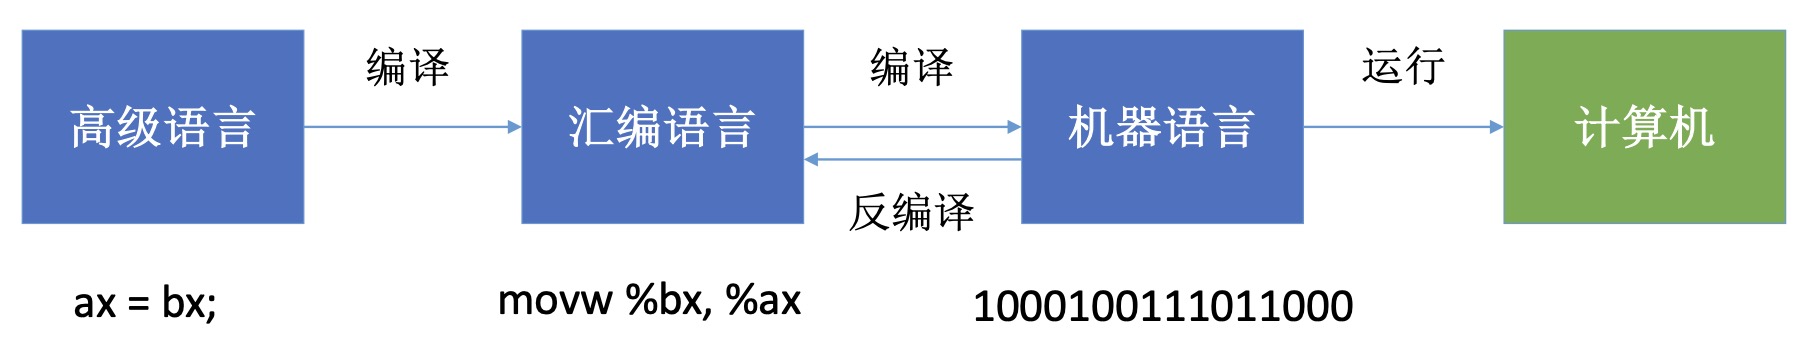 编译
编译
运行
高级语言
汇编语言
机器语言
计算机
反编译
ax = bx;
movw %bx, %ax
1000100111011000